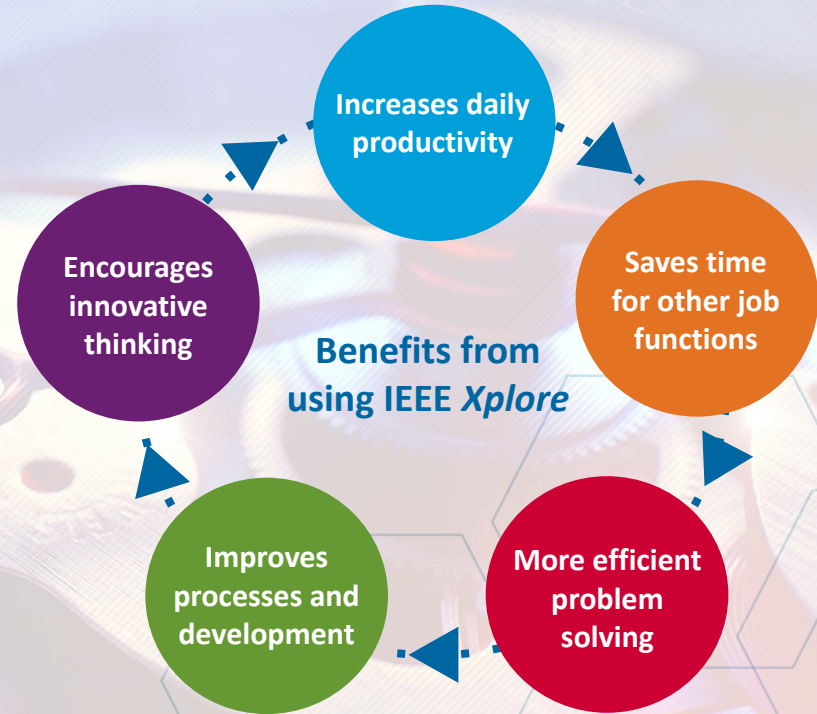 Increases daily
productivity
Saves time
for other job
functions
More efficient
problem
solving
Improves
processes and
development
Encourages
innovative
thinking
Benefits from
using IEEE Xplore